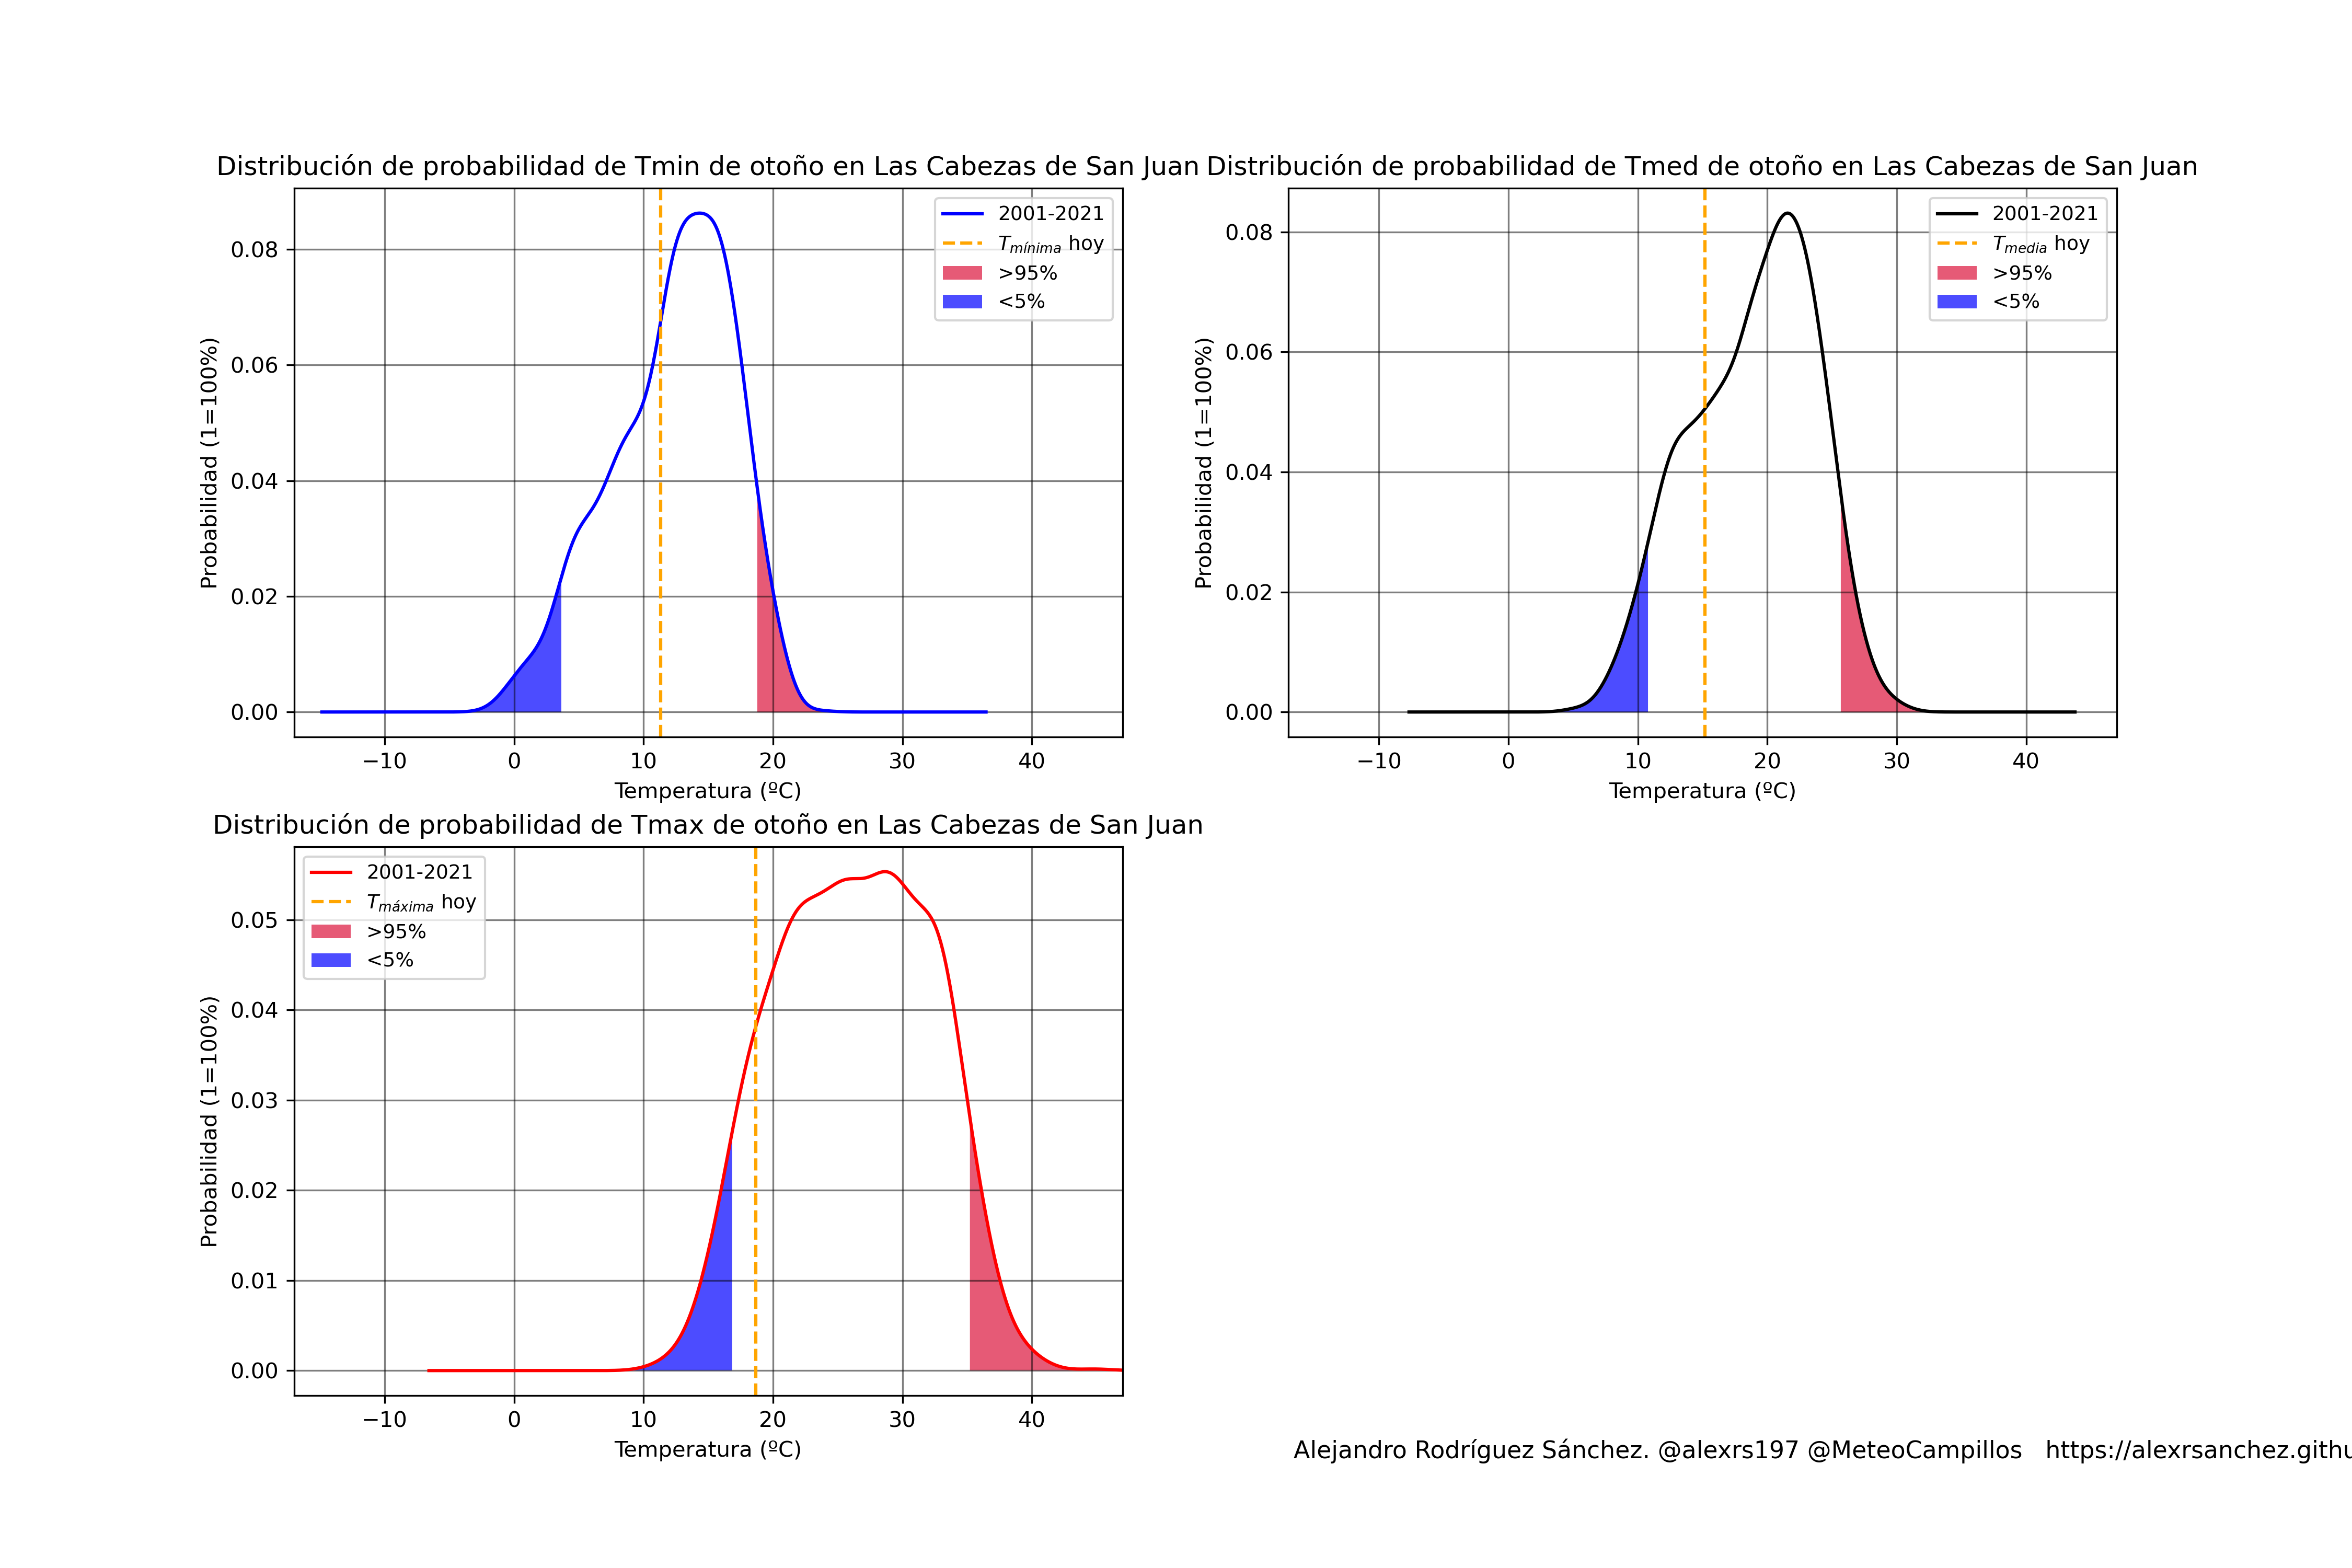 Distribución de probabilidad de Tmin de otoño en Las Cabezas de San Juan
0.08
0.06
0.04
0.02
0.00
Probabilidad (1=100%)
−10 0 10 20 30 40
Temperatura (ºC)
2001-2021
Tmínima hoy
>95%
<5%
Distribución de probabilidad de Tmed de otoño en Las Cabezas de San Juan
0.08
0.06
0.04
0.02
0.00
Probabilidad (1=100%)
−10 0 10 20 30 40
Temperatura (ºC)
2001-2021
Tmedia hoy
>95%
<5%
Distribución de probabilidad de Tmax de otoño en Las Cabezas de San Juan
0.05
0.04
0.03
0.02
0.01
0.00
Probabilidad (1=100%)
−10 0 10 20 30 40
Temperatura (ºC)
2001-2021
Tmáxima hoy
>95%
<5%
Alejandro Rodríguez Sánchez. @alexrs197 @MeteoCampillos https://alexrsanchez.githu